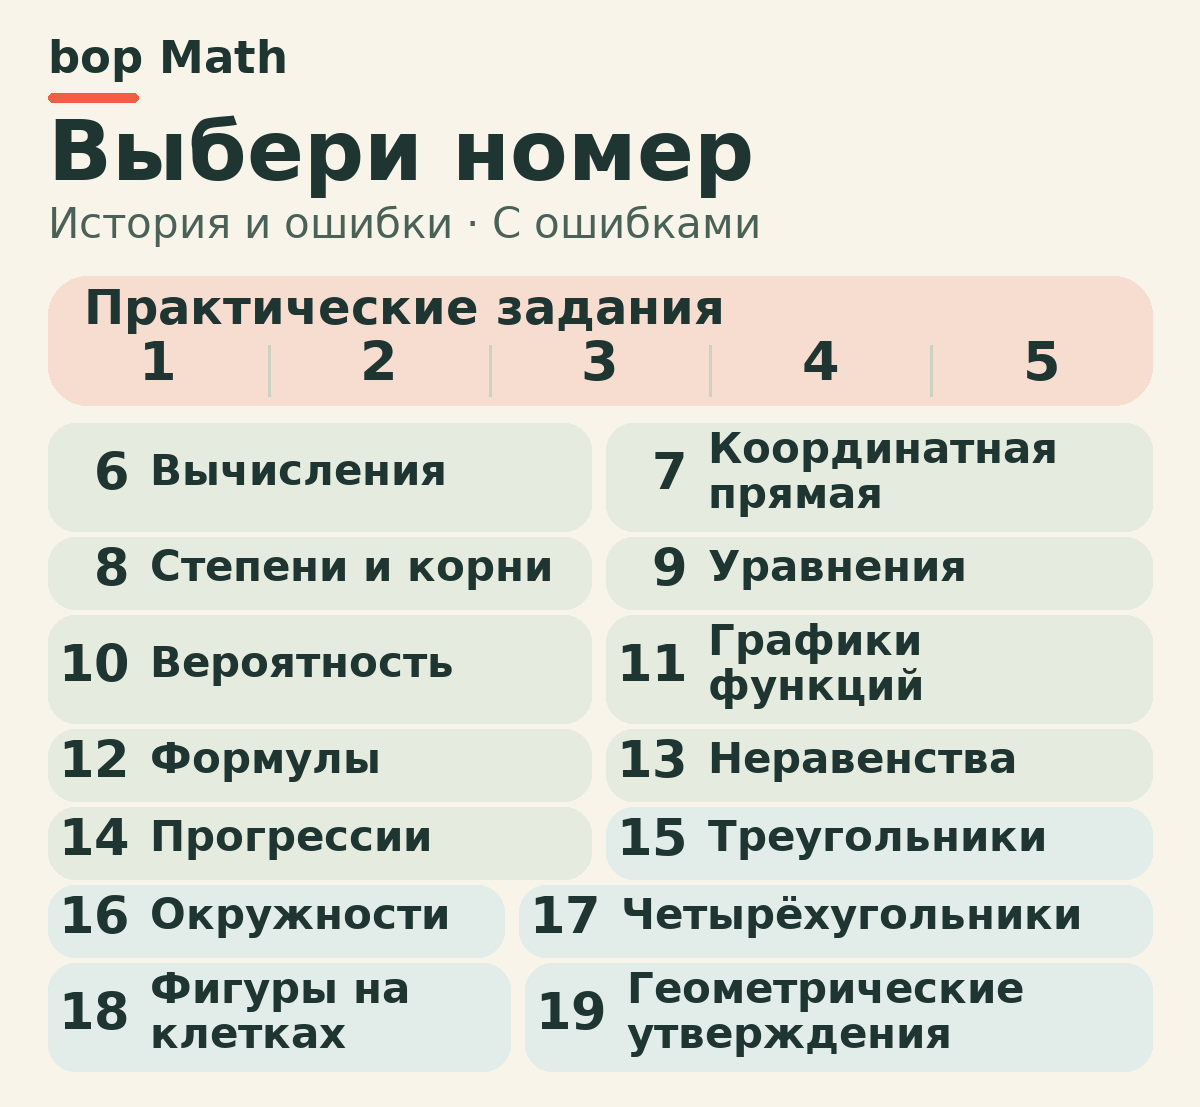 bop Math
Выбери номер
История и ошибки · С ошибками
Практические задания
1 2 3 4 5
6 Вычисления
7 Координатная
прямая
8 Степени и корни
9 Уравнения
10 Вероятность
11 Графики
функций
12 Формулы
13 Неравенства
14 Прогрессии
15 Треугольники
16 Окружности
17 Четырёхугольники
18 Фигуры на
клетках
19 Геометрические
утверждения